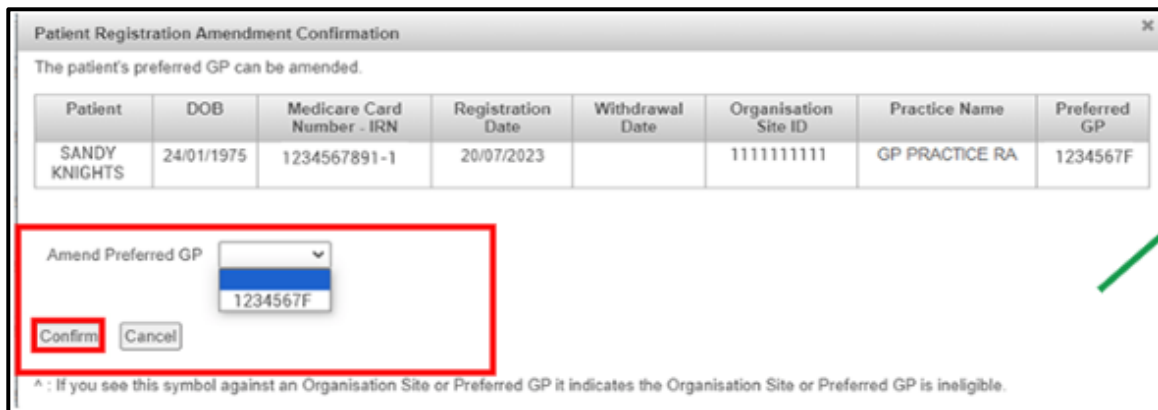 Patient Registration Amendment Confirmation
×
The patient's preferred GP can be amended.
Patient DOB Medicare Card Number - IRN Registration Date Withdrawal Date Organisation Site ID Practice Name Preferred GP
SANDY KNIGHTS 24/01/1975 1234567891-1 20/07/2023 1111111111 GP PRACTICE RA 1234567F
Amend Preferred GP
1234567F
Confirm Cancel
^ : If you see this symbol against an Organisation Site or Preferred GP it indicates the Organisation Site or Preferred GP is ineligible.